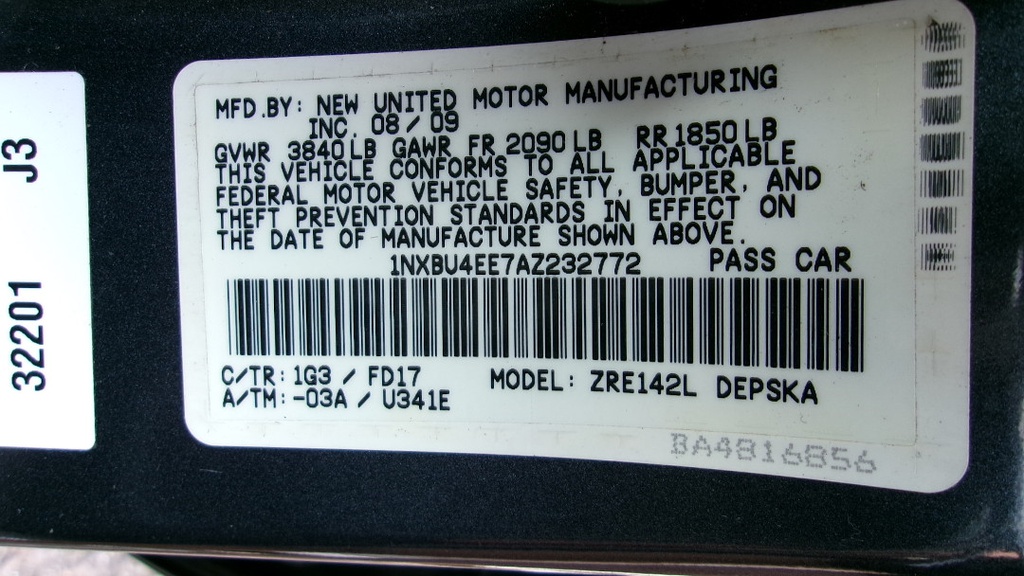 MFD.BY: NEW UNITED MOTOR MANUFACTURING
INC. 08/09
GVWR 3840LB GAWR FR 2090LB RR1850LB
THIS VEHICLE CONFORMS TO ALL APPLICABLE
FEDERAL MOTOR VEHICLE SAFETY, BUMPER, AND
THEFT PREVENTION STANDARDS IN EFFECT ON
THE DATE OF MANUFACTURE SHOWN ABOVE.
1NXBU4EE7AZ232772 PASS CAR
C/TR: 1G3 / FD17 MODEL: ZRE142L DEPSKA
A/TM: -03A / U341E
BA4816856
32201 J3